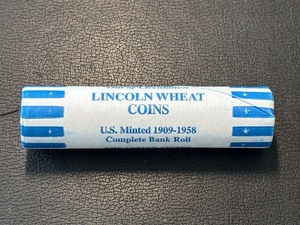 LINCOLN WHEAT
COINS
U.S. Minted 1909-1958
Complete Bank Roll